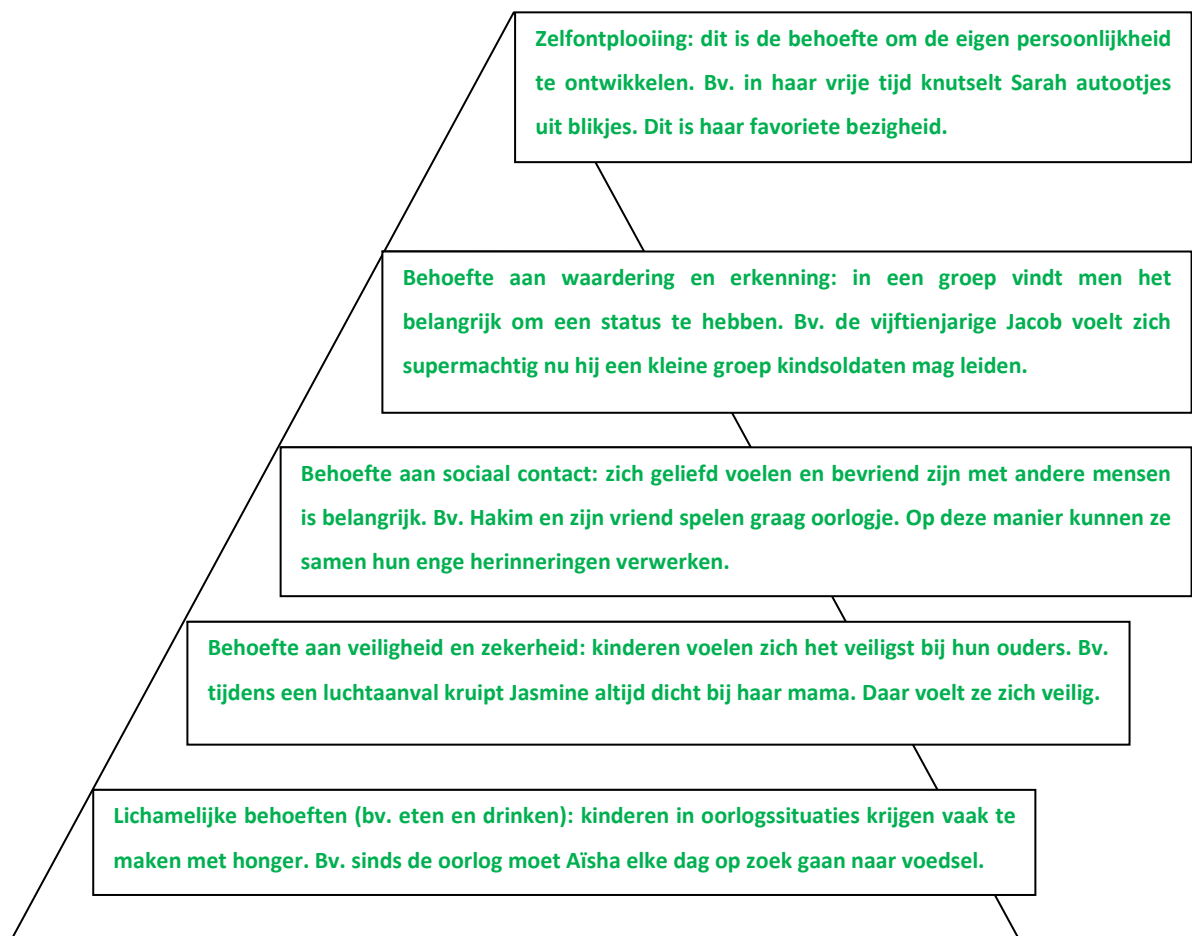 Zelfontplooiing: dit is de behoefte om de eigen persoonlijkheid
te ontwikkelen. Bv. in haar vrije tijd knutselt Sarah autootjes
uit blikjes. Dit is haar favoriete bezigheid.
Behoefte aan waardering en erkenning: in een groep vindt men het
belangrijk om een status te hebben. Bv. de vijftienjarige Jacob voelt zich
supermachtig nu hij een kleine groep kindsoldaten mag leiden.
Behoefte aan sociaal contact: zich geliefd voelen en bevriend zijn met andere mensen
is belangrijk. Bv. Hakim en zijn vriend spelen graag oorlogje. Op deze manier kunnen ze
samen hun enge herinneringen verwerken.
Behoefte aan veiligheid en zekerheid: kinderen voelen zich het veiligst bij hun ouders. Bv.
tijdens een luchtaanval kruipt Jasmine altijd dicht bij haar mama. Daar voelt ze zich veilig.
Lichamelijke behoeften (bv. eten en drinken): kinderen in oorlogssituaties krijgen vaak te
maken met honger. Bv. sinds de oorlog moet Aïsha elke dag op zoek gaan naar voedsel.